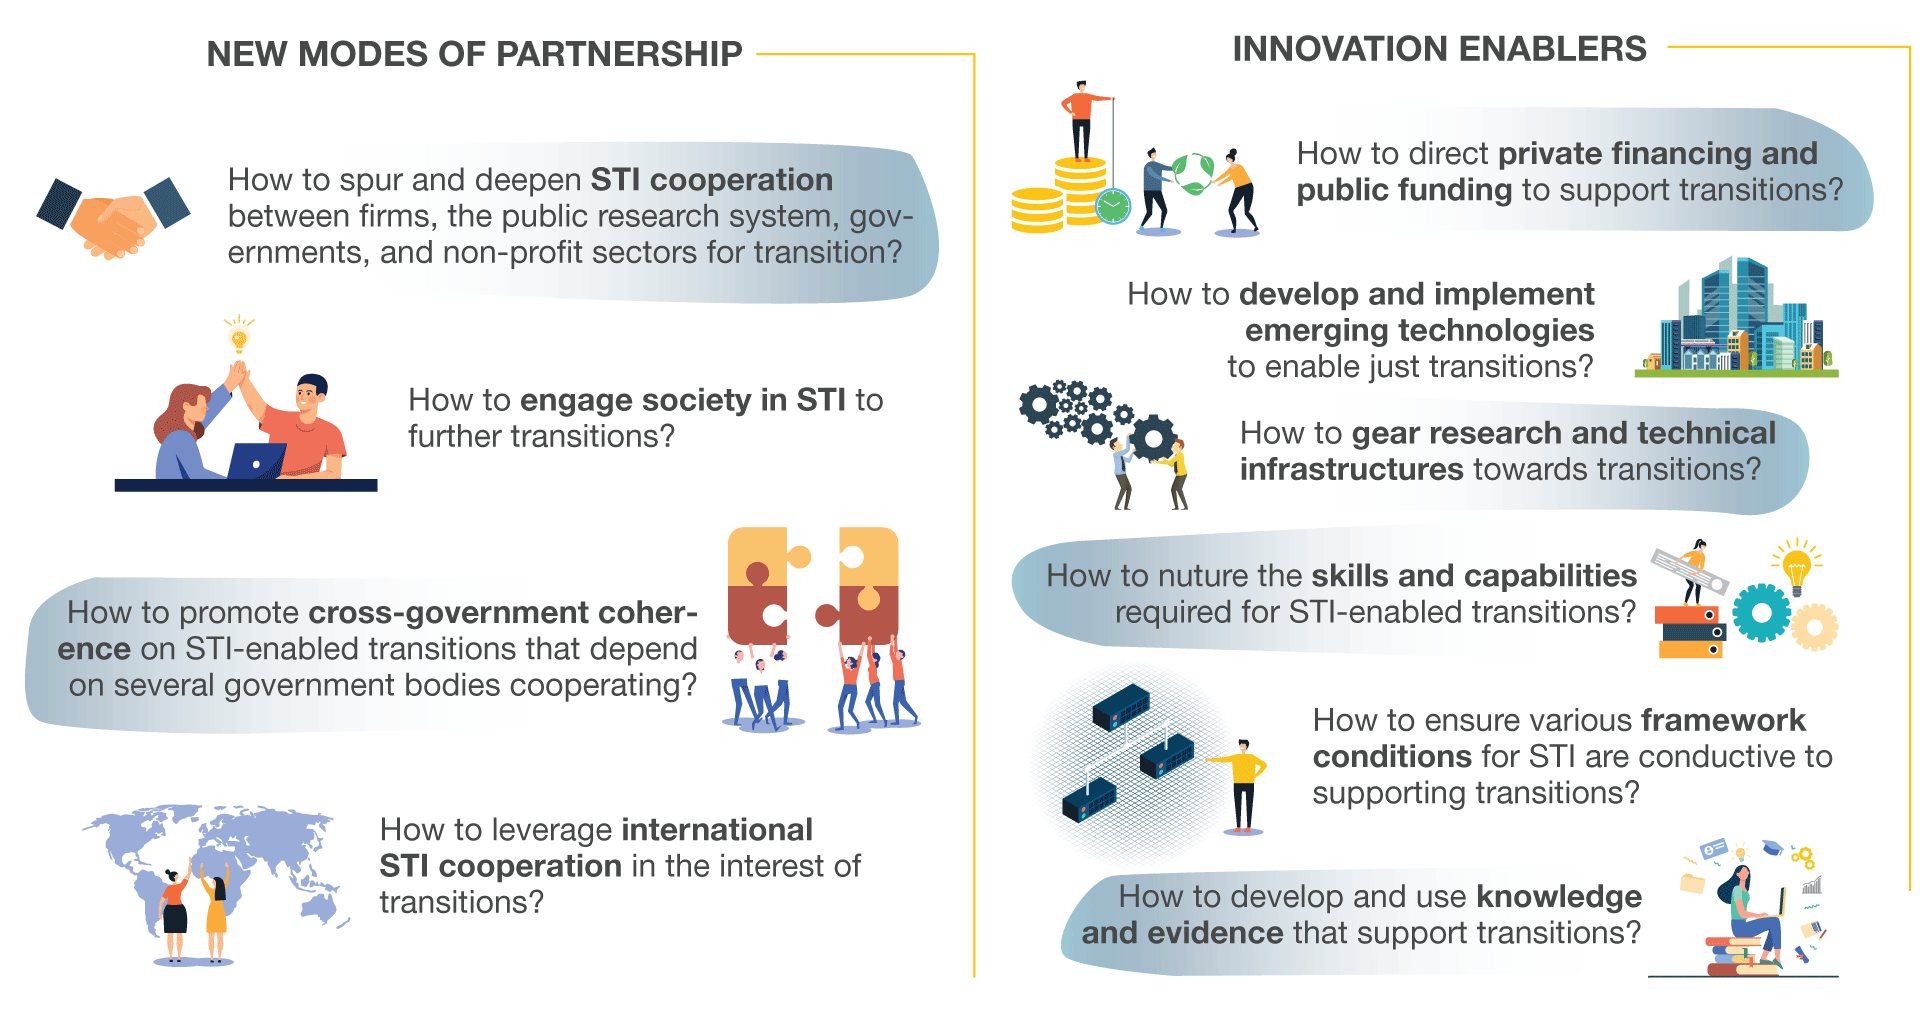 NEW MODES OF PARTNERSHIP
How to spur and deepen STI cooperation
between firms, the public research system, gov-
ernments, and non-profit sectors for transition?
How to engage society in STI to
further transitions?
How to promote cross-government coher-
ence on STI-enabled transitions that depend
on several government bodies cooperating?
How to leverage international
STI cooperation in the interest of
transitions?
INNOVATION ENABLERS
How to direct private financing and
public funding to support transitions?
How to develop and implement
emerging technologies
to enable just transitions?
How to gear research and technical
infrastructures towards transitions?
How to nuture the skills and capabilities
required for STI-enabled transitions?
How to ensure various framework
conditions for STI are conductive to
supporting transitions?
How to develop and use knowledge
and evidence that support transitions?